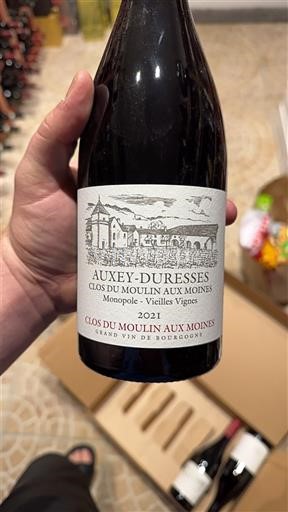 AUXEY-DURESSES
CLOS DU MOULIN AUX MOINES
Monopole - Vieilles Vignes
2021
CLOS DU MOULIN AUX MOINES
GRAND VIN DE BOURGOGNE